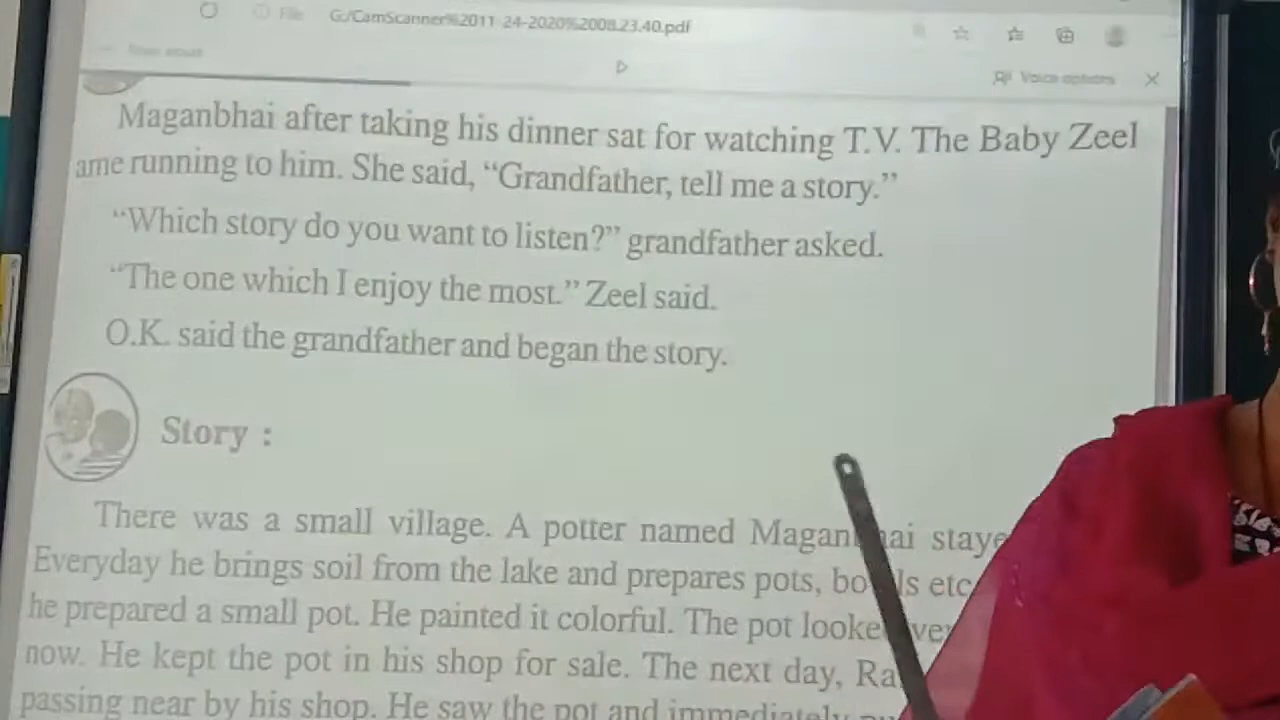 File G:/CamScanner%2011-24-2020%2008.23.40.pdf
Voice options
Maganbhai after taking his dinner sat for watching T.V. The Baby Zeel
ame running to him. She said, “Grandfather, tell me a story.”
“Which story do you want to listen?” grandfather asked.
“The one which I enjoy the most.” Zeel said.
O.K. said the grandfather and began the story.
Story :
There was a small village. A potter named staye
Everyday he brings soil from the lake and prepares pots, etc
he prepared a small pot. He painted it colorful. The pot looke
now. He kept the pot in his shop for sale. The next day, Ra
passing near by his shop. He saw the pot and immediately